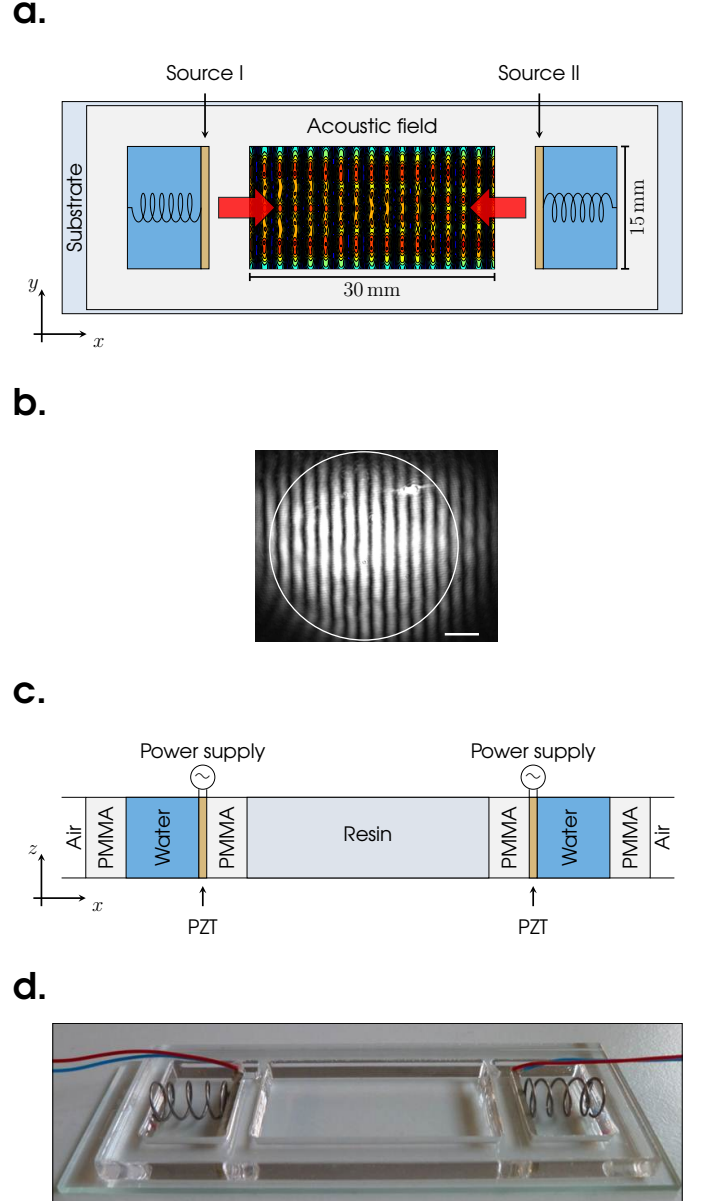 a.
Source I
Source II
Acoustic field
Substrate
15 mm
30 mm
y
x
b.
c.
Power supply
Power supply
Air
PMMA
Water
PMMA
Resin
PMMA
Water
PMMA
Air
z
x
PZT
PZT
d.